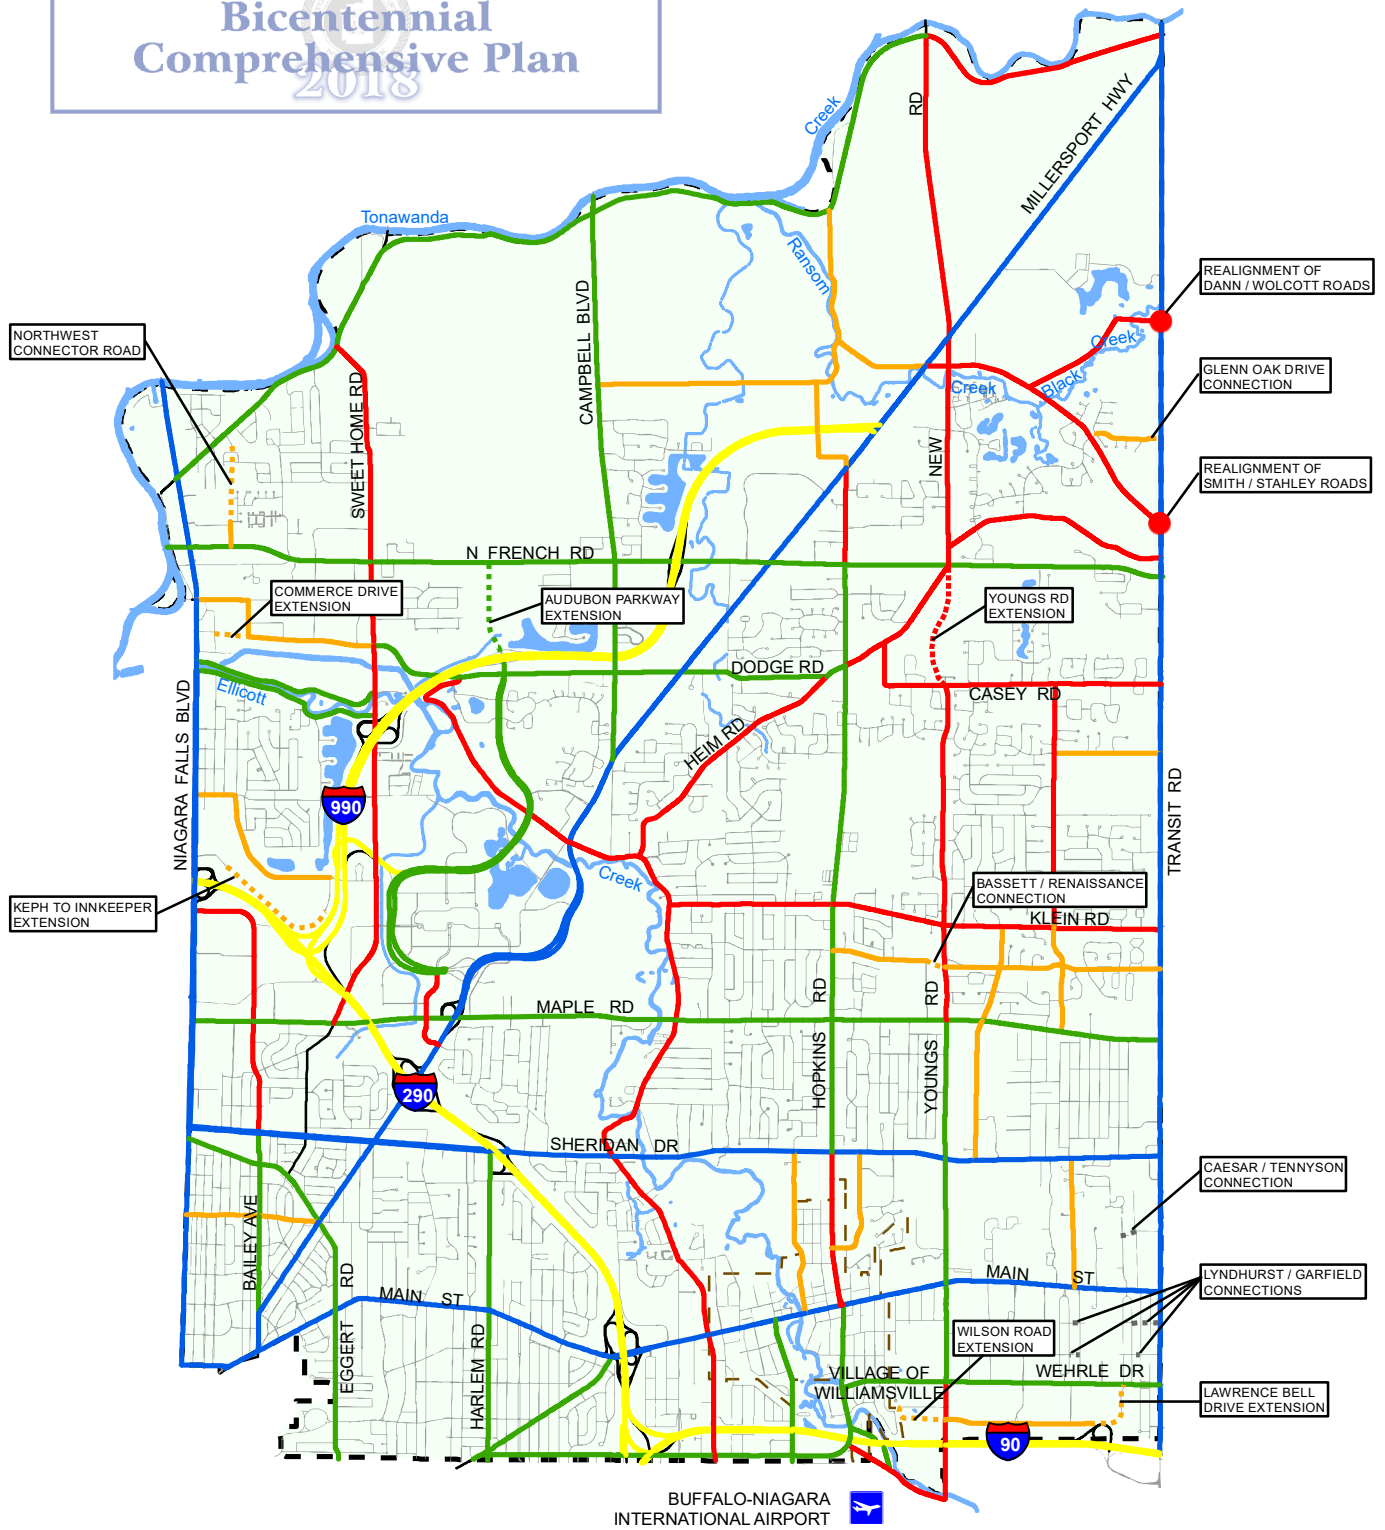 Bicentennial
Comprehensive Plan
2018
Creek
RD
MILLERSPORT HWY
Tonawanda
Ransom
REALIGNMENT OF
DANN / WOLCOTT ROADS
NORTHWEST
CONNECTOR ROAD
CAMPBELL BLVD
Creek
GLENN OAK DRIVE
CONNECTION
SWEET HOME RD
Creek
Black
NEW
REALIGNMENT OF
SMITH / STAHLEY ROADS
N FRENCH RD
COMMERCE DRIVE
EXTENSION
AUDUBON PARKWAY
EXTENSION
YOUNGS RD
EXTENSION
DODGE RD
Ellicott
CASEY RD
NIAGARA FALLS BLVD
HEIM RD
TRANSIT RD
990
Creek
BASSETT / RENAISSANCE
CONNECTION
KEPH TO INNKEEPER
EXTENSION
KLEIN RD
MAPLE RD
HOPKINS RD
YOUNGS RD
290
SHERIDAN DR
CAESAR / TENNYSON
CONNECTION
BAILEY AVE
EGGERT RD
MAIN ST
MAIN ST
LYNDHURST / GARFIELD
CONNECTIONS
HARLEM RD
WILSON ROAD
EXTENSION
VILLAGE OF
WILLIAMSVILLE
WEHRLE DR
LAWRENCE BELL
DRIVE EXTENSION
90
BUFFALO-NIAGARA
INTERNATIONAL AIRPORT